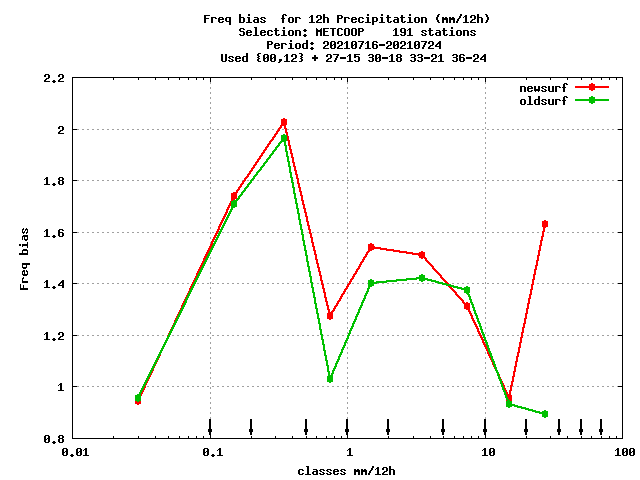 Freq bias  for 12h Precipitation (mm/12h)
Selection: METCOOP    191 stations
Period: 20210716-20210724
Used {00,12} + 27-15 30-18 33-21 36-24
newsurf
oldsurf
2.2
2
1.8
1.6
1.4
1.2
1
0.8
Freq bias
0.01
0.1
1
10
100
classes mm/12h